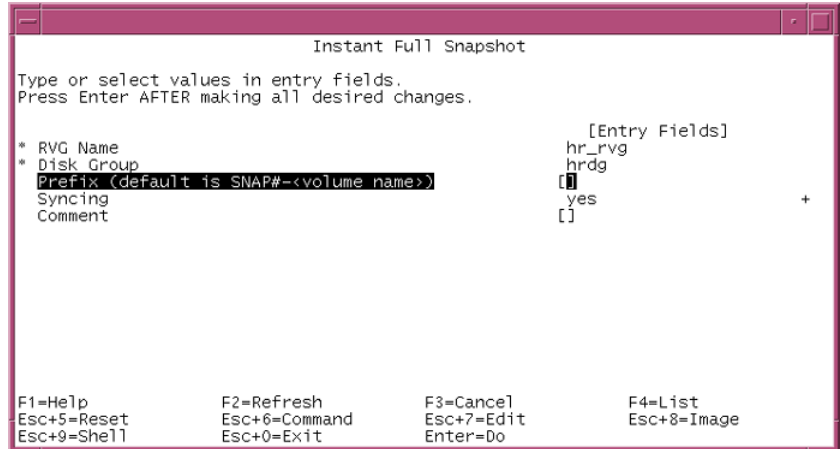 Instant Full Snapshot
Type or select values in entry fields.
Press Enter AFTER making all desired changes.
[Entry Fields]
* RVG Name hr_rvg
* Disk Group hrdg
Prefix (default is SNAP#-<volume name>) []
Syncing yes +
Comment []
F1=Help F2=Refresh F3=Cancel F4=List
Esc+5=Reset Esc+6=Command Esc+7=Edit Esc+8=Image
Esc+9=Shell Esc+0=Exit Enter=Do